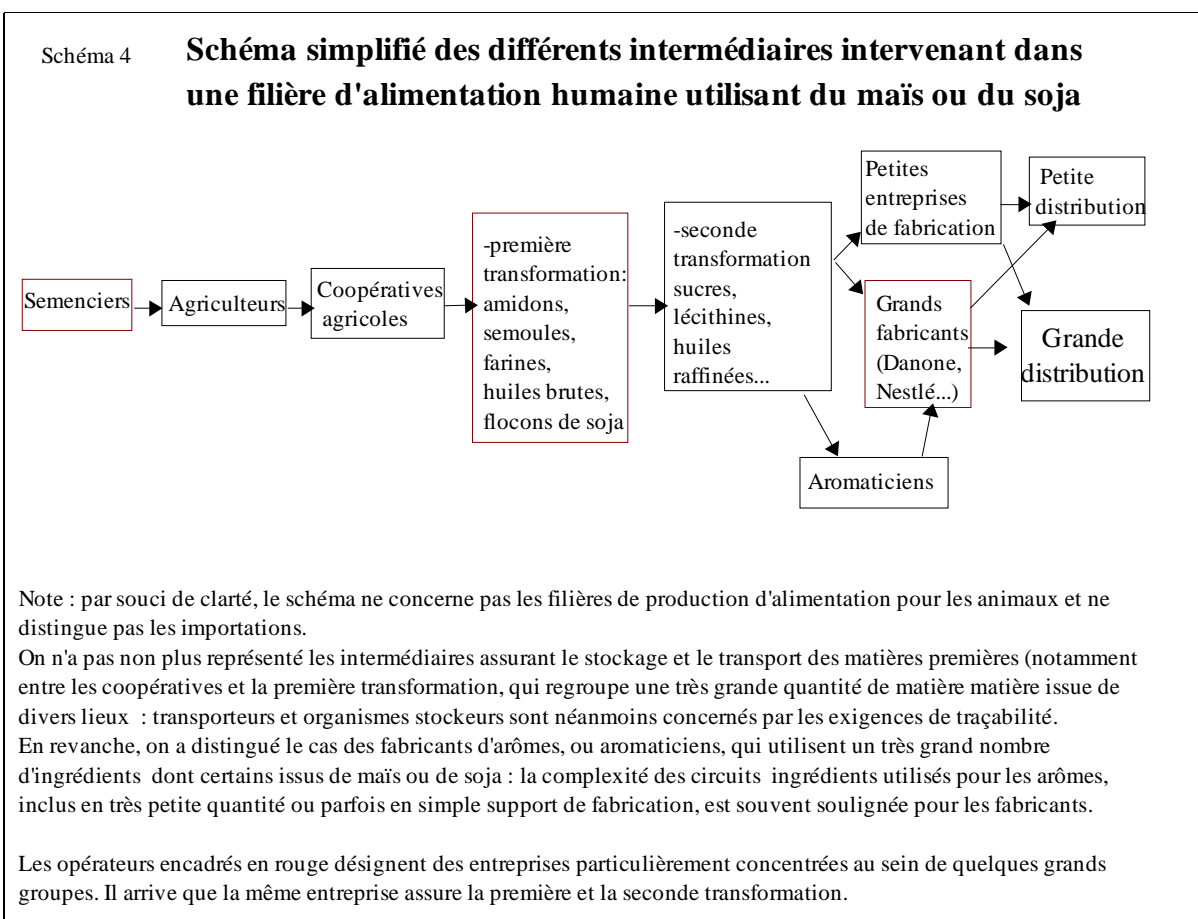 Schéma 4
Schéma simplifié des différents intermédiaires intervenant dans
une filière d'alimentation humaine utilisant du maïs ou du soja
Semenciers
Agriculteurs
Coopératives
agricoles
-première
transformation:
amidons,
semoules,
farines,
huiles brutes,
flocons de soja
-seconde
transformation
sucres,
lécithines,
huiles
raffinées...
Petites
entreprises
de fabrication
Petite
distribution
Grands
fabricants
(Danone,
Nestlé...)
Grande
distribution
Aromaticiens
Note : par souci de clarté, le schéma ne concerne pas les filières de production d'alimentation pour les animaux et ne
distingue pas les importations.
On n'a pas non plus représenté les intermédiaires assurant le stockage et le transport des matières premières (notamment
entre les coopératives et la première transformation, qui regroupe une très grande quantité de matière matière issue de
divers lieux : transporteurs et organismes stockeurs sont néanmoins concernés par les exigences de traçabilité.
En revanche, on a distingué le cas des fabricants d'arômes, ou aromaticiens, qui utilisent un très grand nombre
d'ingrédients dont certains issus de maïs ou de soja : la complexité des circuits ingrédients utilisés pour les arômes,
inclus en très petite quantité ou parfois en simple support de fabrication, est souvent soulignée pour les fabricants.
Les opérateurs encadrés en rouge désignent des entreprises particulièrement concentrées au sein de quelques grands
groupes. Il arrive que la même entreprise assure la première et la seconde transformation.